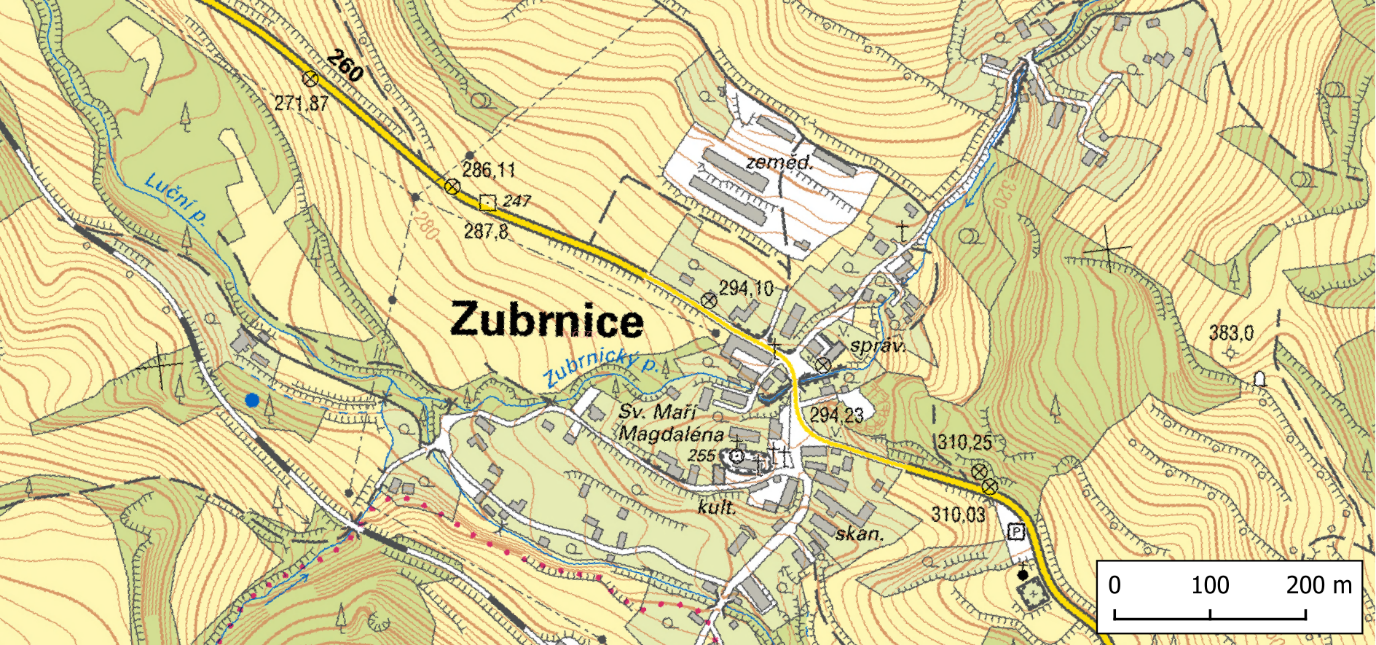 260
271,87
286,11
247
287,8
Luční p.
280
zeměd.
320
294,10
Zubrnice
383,0
správ.
Zubrnický p.
Sv. Maří
Magdaléna
255
294,23
310,25
kult.
310,03
skan.
P
0 100 200 m